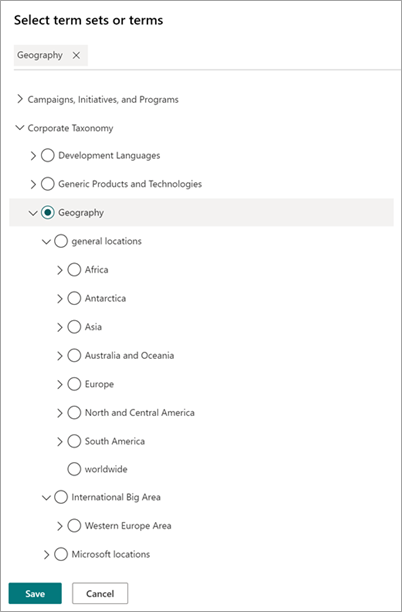 Select term sets or terms
Geography
Campaigns, Initiatives, and Programs
Corporate Taxonomy
Development Languages
Generic Products and Technologies
Geography
general locations
Africa
Antarctica
Asia
Australia and Oceania
Europe
North and Central America
South America
worldwide
International Big Area
Western Europe Area
Microsoft locations
Save Cancel